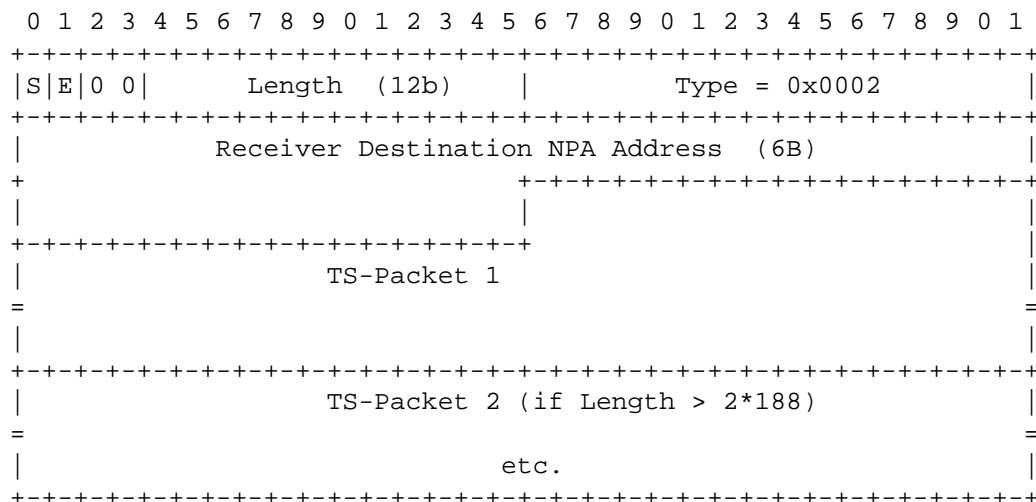 0 1 2 3 4 5 6 7 8 9 0 1 2 3 4 5 6 7 8 9 0 1 2 3 4 5 6 7 8 9 0 1
+-+-+-+-+-+-+-+-+-+-+-+-+-+-+-+-+-+-+-+-+-+-+-+-+-+-+-+-+-+-+-+-+
|S|E|0 0|      Length  (12b)    |         Type = 0x0002         |
+-+-+-+-+-+-+-+-+-+-+-+-+-+-+-+-+-+-+-+-+-+-+-+-+-+-+-+-+-+-+-+-+
|            Receiver Destination NPA Address  (6B)             |
+                               +-+-+-+-+-+-+-+-+-+-+-+-+-+-+-+-+
|                               |                               |
+-+-+-+-+-+-+-+-+-+-+-+-+-+-+-+-+                               |
|                   TS-Packet 1                                 |
=                                                               =
|                                                               |
+-+-+-+-+-+-+-+-+-+-+-+-+-+-+-+-+-+-+-+-+-+-+-+-+-+-+-+-+-+-+-+-+
|                   TS-Packet 2 (if Length > 2*188)             |
=                                                               =
|                              etc.                             |
+-+-+-+-+-+-+-+-+-+-+-+-+-+-+-+-+-+-+-+-+-+-+-+-+-+-+-+-+-+-+-+-+